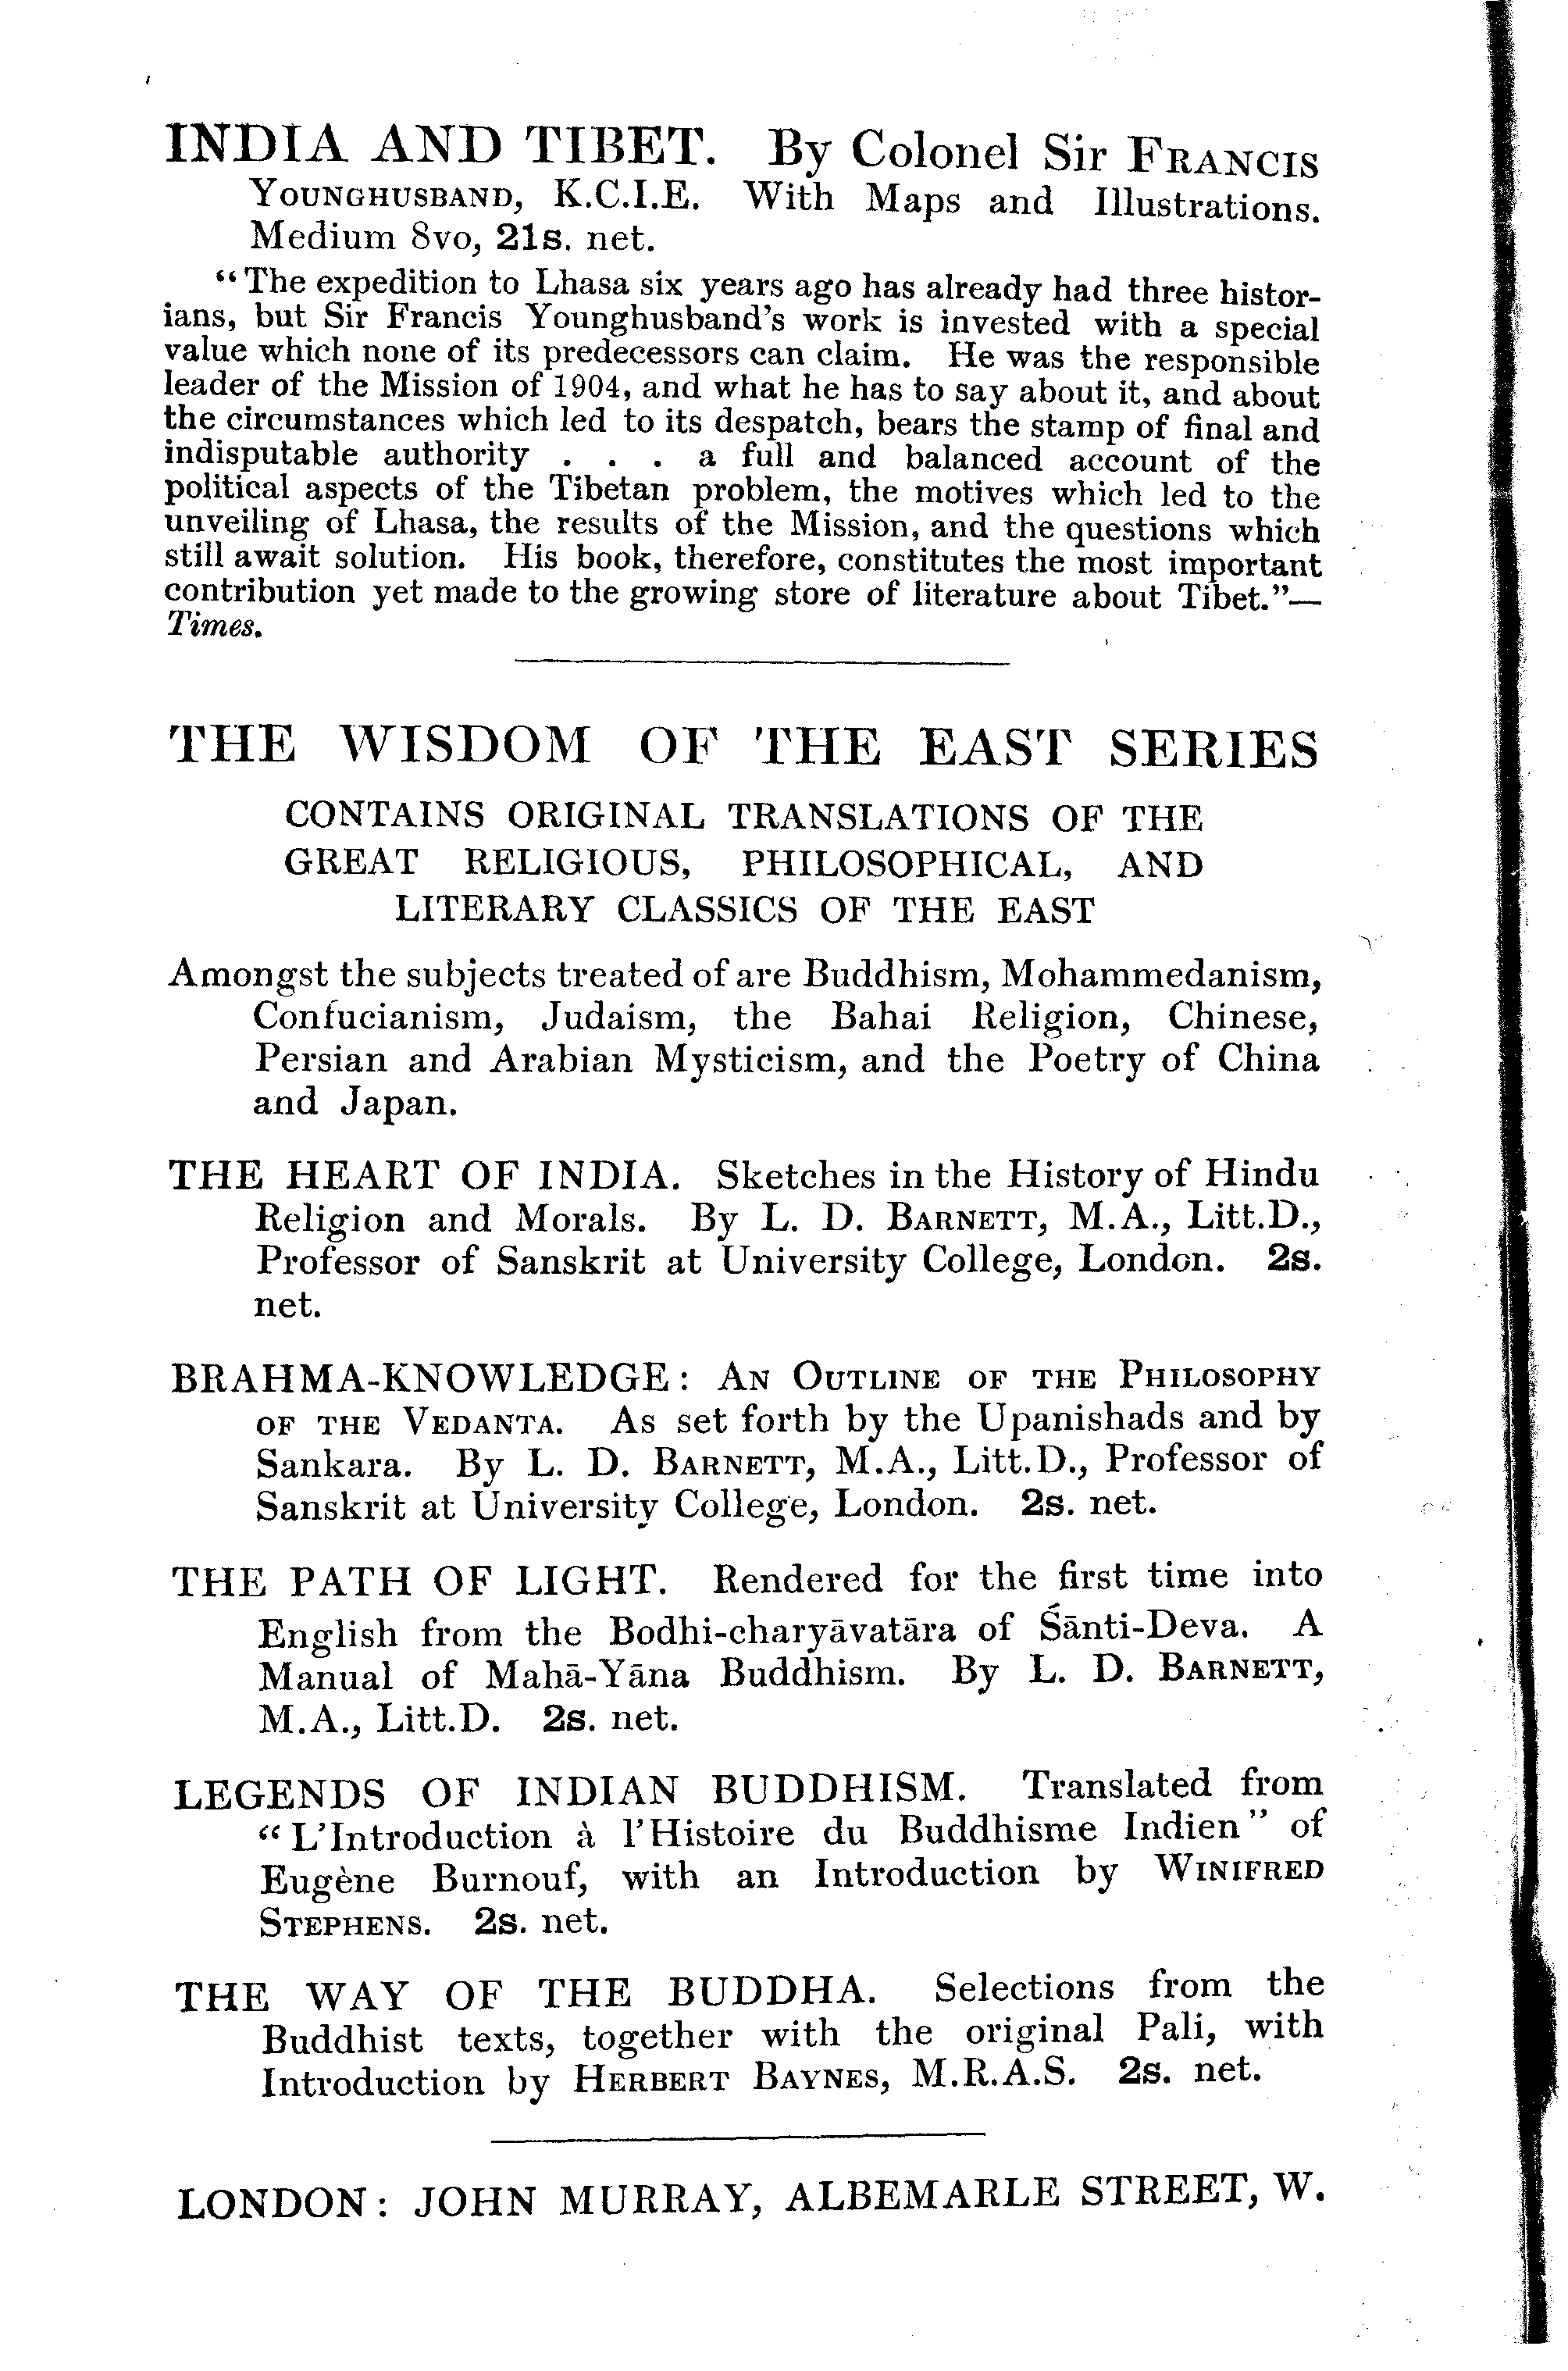 INDIA AND TIBET. By Colonel Sir FRANCIS
YOUNGHUSBAND, K.C.I.E. With Maps and Illustrations.
Medium 8vo, 21s. net.
"The expedition to Lhasa six years ago has already had three histor-
ians, but Sir Francis Younghusband's work is invested with a special
value which none of its predecessors can claim. He was the responsible
leader of the Mission of 1904, and what he has to say about it, and about
the circumstances which led to its despatch, bears the stamp of final and
indisputable authority . . . a full and balanced account of the
political aspects of the Tibetan problem, the motives which led to the
unveiling of Lhasa, the results of the Mission, and the questions which
still await solution. His book, therefore, constitutes the most important
contribution yet made to the growing store of literature about Tibet."—
Times.
THE WISDOM OF THE EAST SERIES
CONTAINS ORIGINAL TRANSLATIONS OF THE
GREAT RELIGIOUS, PHILOSOPHICAL, AND
LITERARY CLASSICS OF THE EAST
Amongst the subjects treated of are Buddhism, Mohammedanism,
Confucianism, Judaism, the Bahai Religion, Chinese,
Persian and Arabian Mysticism, and the Poetry of China
and Japan.
THE HEART OF INDIA. Sketches in the History of Hindu
Religion and Morals. By L. D. BARNETT, M.A., Litt.D.,
Professor of Sanskrit at University College, London. 2s.
net.
BRAHMA-KNOWLEDGE: AN OUTLINE OF THE PHILOSOPHY
OF THE VEDANTA. As set forth by the Upanishads and by
Sankara. By L. D. BARNETT, M.A., Litt.D., Professor of
Sanskrit at University College, London. 2s. net.
THE PATH OF LIGHT. Rendered for the first time into
English from the Bodhi-charyāvatāra of Śānti-Deva. A
Manual of Mahā-Yāna Buddhism. By L. D. BARNETT,
M.A., Litt.D. 2s. net.
LEGENDS OF INDIAN BUDDHISM. Translated from
"L'Introduction à l'Histoire du Buddhisme Indien" of
Eugène Burnouf, with an Introduction by WINIFRED
STEPHENS. 2s. net.
THE WAY OF THE BUDDHA. Selections from the
Buddhist texts, together with the original Pali, with
Introduction by HERBERT BAYNES, M.R.A.S. 2s. net.
LONDON: JOHN MURRAY, ALBEMARLE STREET, W.